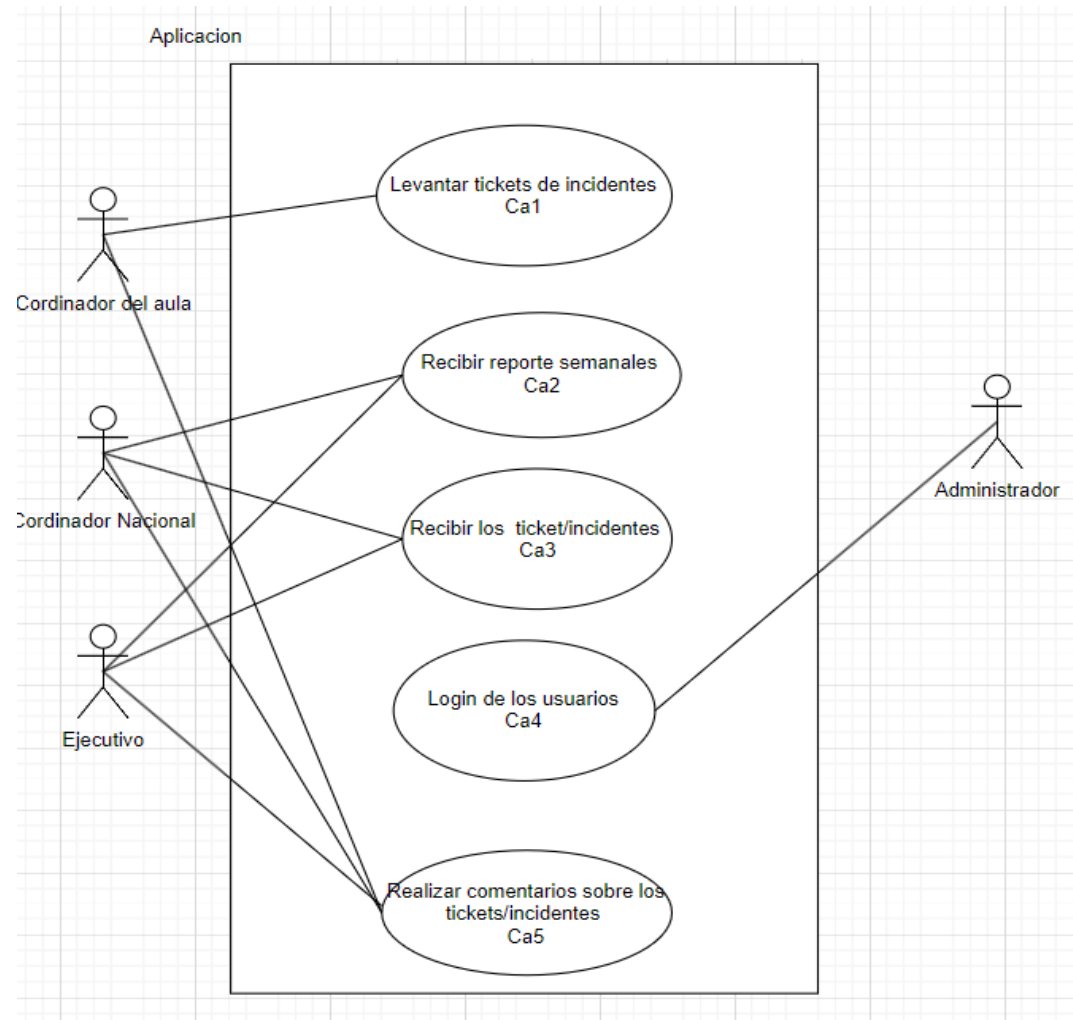 Aplicacion
Levantar tickets de incidentes
Ca1
Cordinador del aula
Recibir reporte semanales
Ca2
Administrador
Cordinador Nacional
Recibir los ticket/incidentes
Ca3
Login de los usuarios
Ca4
Ejecutivo
Realizar comentarios sobre los
tickets/incidentes
Ca5